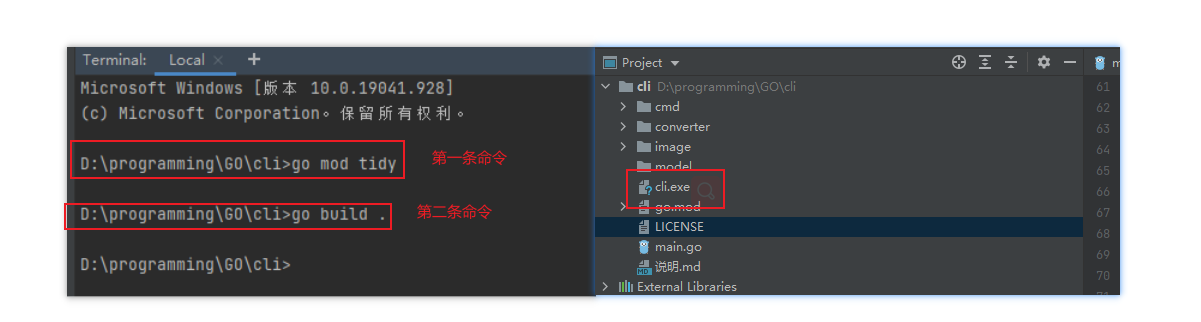 Terminal: Local × +
Microsoft Windows [版本 10.0.19041.928]
(c) Microsoft Corporation。保留所有权利。
D:\programming\GO\cli>go mod tidy
第一条命令
D:\programming\GO\cli>go build .
第二条命令
D:\programming\GO\cli>
Project
cli D:\programming\GO\cli
cmd
converter
image
model
cli.exe
go.mod
LICENSE
main.go
说明.md
External Libraries
m
61
62
63
64
65
66
67
68
69
70
71